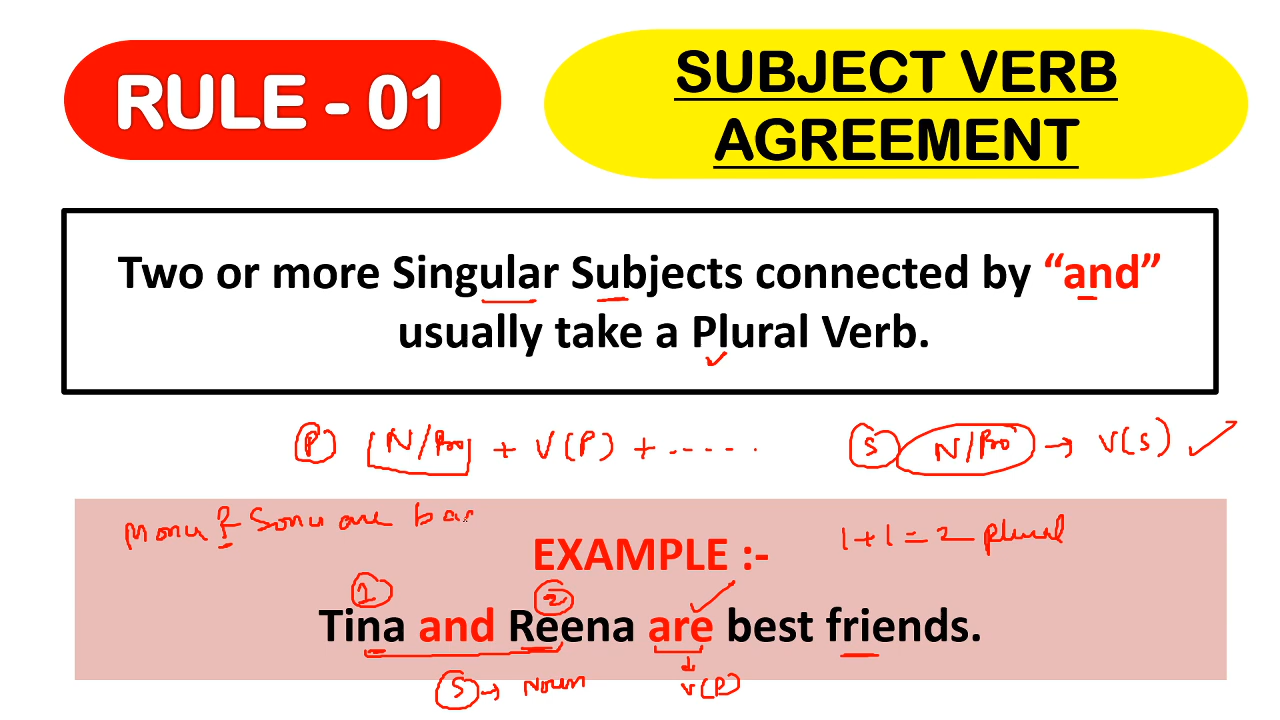 RULE - 01
SUBJECT VERB
AGREEMENT
Two or more Singular Subjects connected by “and”
usually take a Plural Verb.
P N/Pro + V(P) + ......
S N/Pro → V(S)
Monu & Sonu are
1+1=2 plural
EXAMPLE :-
1 2
Tina and Reena are best friends.
S → Noun
V(P)